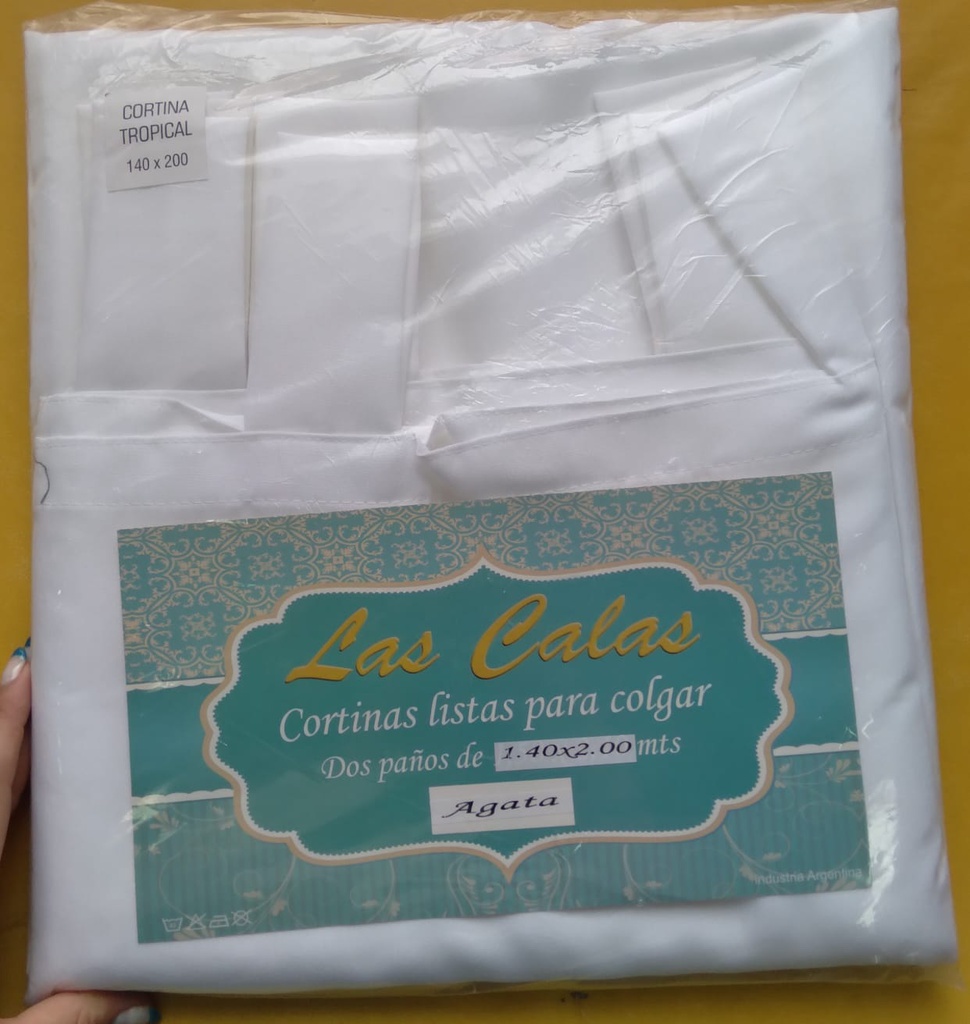 CORTINA
TROPICAL
140 x 200
Las Calas
Cortinas listas para colgar
Dos paños de 1.40x2.00 mts
Agata
Industria Argentina